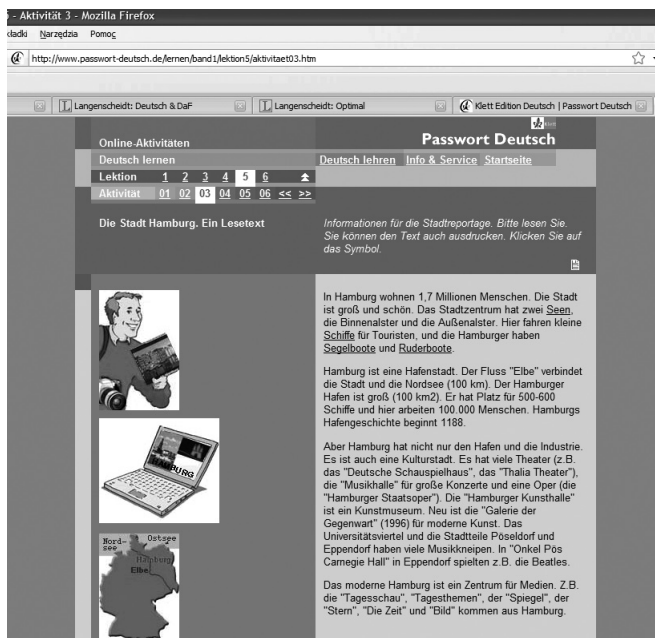 - Aktivität 3 - Mozilla Firefox
kładki Narzędzia Pomoc
http://www.passwort-deutsch.de/lernen/band1/lektion5/aktivitaet03.htm
Langenscheidt: Deutsch & DaF
Langenscheidt: Optimal
Klett Edition Deutsch | Passwort Deutsch
Online-Aktivitäten
Passwort Deutsch
Deutsch lernen
Deutsch lehren Info & Service Startseite
Lektion 1 2 3 4 5 6
Aktivität 01 02 03 04 05 06 << >>
Die Stadt Hamburg. Ein Lesetext
Informationen für die Stadtreportage. Bitte lesen Sie.
Sie können den Text auch ausdrucken. Klicken Sie auf
das Symbol.
In Hamburg wohnen 1,7 Millionen Menschen. Die Stadt
ist groß und schön. Das Stadtzentrum hat zwei Seen,
die Binnenalster und die Außenalster. Hier fahren kleine
Schiffe für Touristen, und die Hamburger haben
Segelboote und Ruderboote.
Hamburg ist eine Hafenstadt. Der Fluss "Elbe" verbindet
die Stadt und die Nordsee (100 km). Der Hamburger
Hafen ist groß (100 km2). Er hat Platz für 500-600
Schiffe und hier arbeiten 100.000 Menschen. Hamburgs
Hafengeschichte beginnt 1188.
Aber Hamburg hat nicht nur den Hafen und die Industrie.
Es ist auch eine Kulturstadt. Es hat viele Theater (z.B.
das "Deutsche Schauspielhaus", das "Thalia Theater"),
die "Musikhalle" für große Konzerte und eine Oper (die
"Hamburger Staatsoper"). Die "Hamburger Kunsthalle"
ist ein Kunstmuseum. Neu ist die "Galerie der
Gegenwart" (1996) für moderne Kunst. Das
Universitätsviertel und die Stadtteile Pöseldorf und
Eppendorf haben viele Musikkneipen. In "Onkel Pös
Carnegie Hall" in Eppendorf spielten z.B. die Beatles.
Das moderne Hamburg ist ein Zentrum für Medien. Z.B.
die "Tagesschau", "Tagesthemen", der "Spiegel", der
"Stern", "Die Zeit" und "Bild" kommen aus Hamburg.
HAMBURG
Nord-
see
Ostsee
Hamburg
Elbe